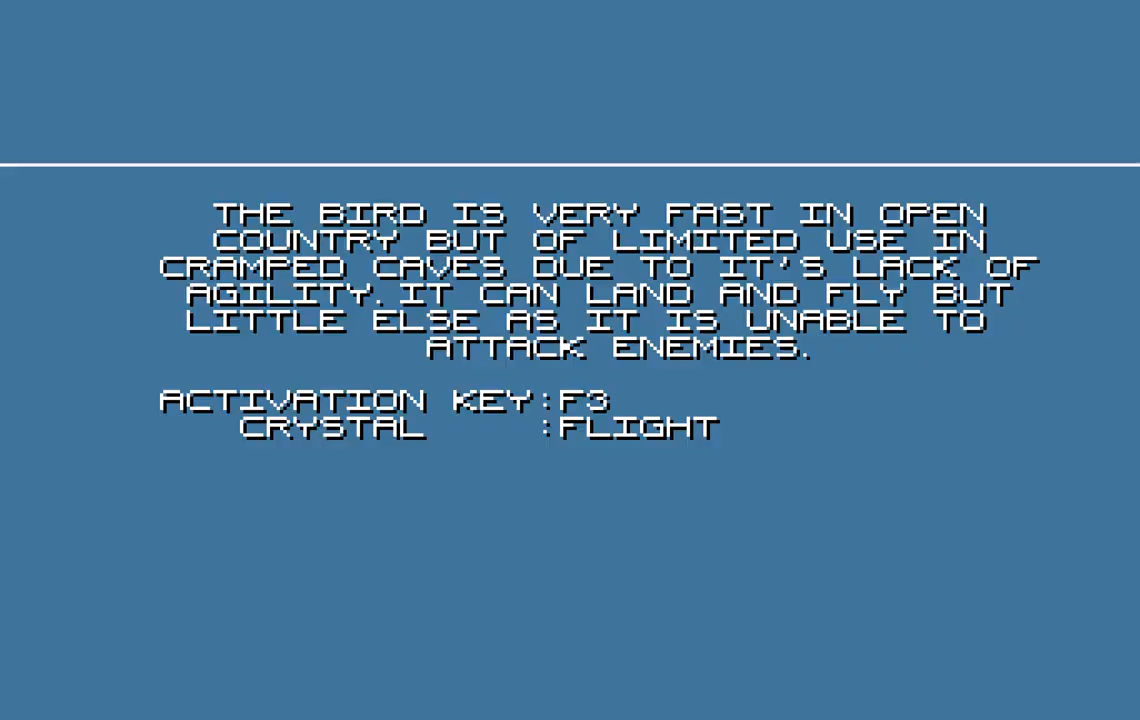 THE BIRD IS VERY FAST IN OPEN
COUNTRY BUT OF LIMITED USE IN
CRAMPED CAVES DUE TO IT'S LACK OF
AGILITY.IT CAN LAND AND FLY BUT
LITTLE ELSE AS IT IS UNABLE TO
ATTACK ENEMIES.
ACTIVATION KEY:F3
CRYSTAL :FLIGHT